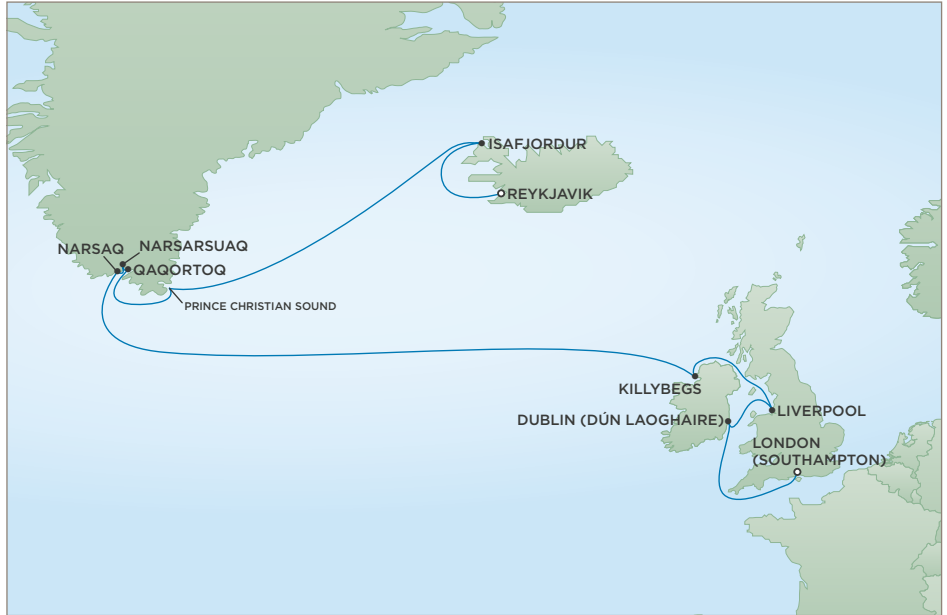 ISAFJORDUR
REYKJAVIK
NARSARSUAQ
NARSAQ
QAQORTOQ
PRINCE CHRISTIAN SOUND
KILLYBEGS
LIVERPOOL
DUBLIN (DÚN LAOGHAIRE)
LONDON
(SOUTHAMPTON)